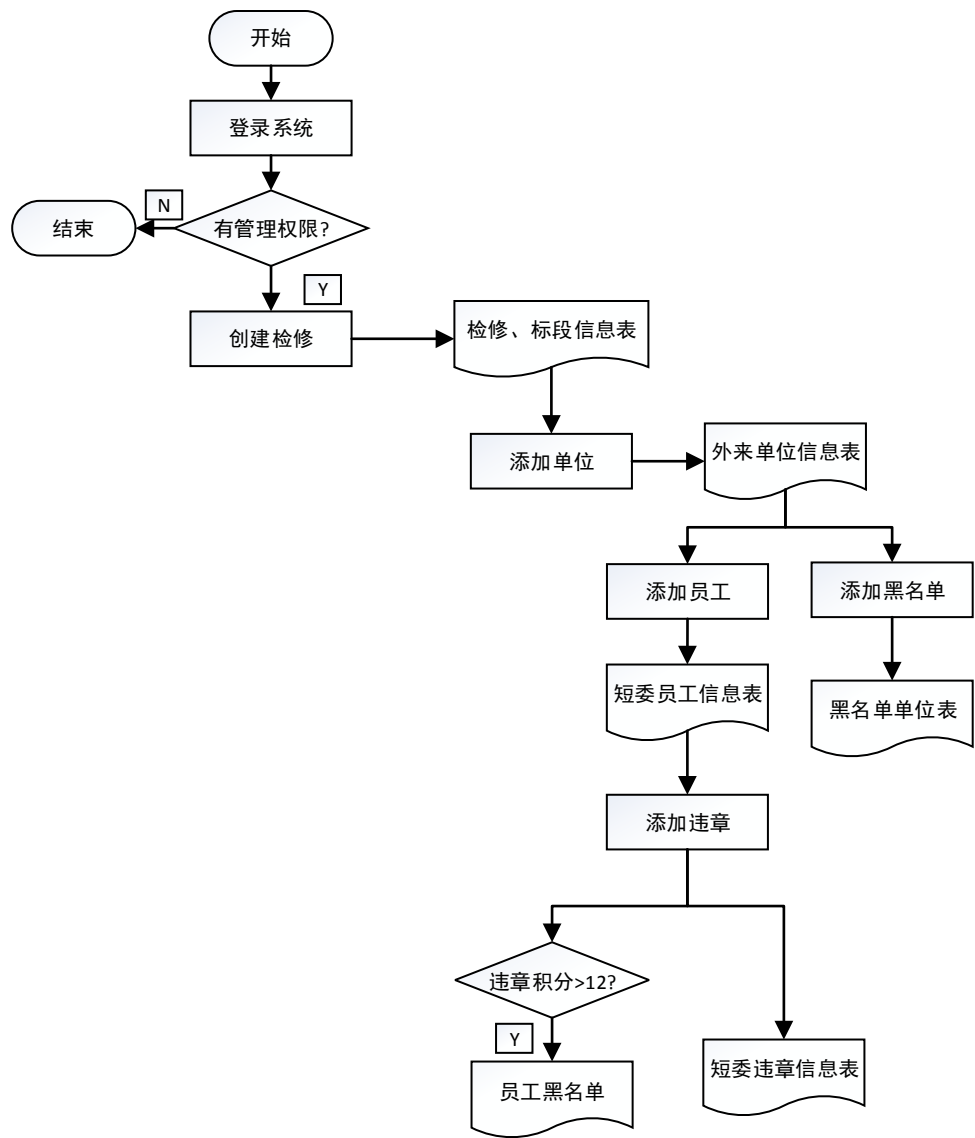 开始
登录系统
N
结束
有管理权限?
Y
创建检修
检修、标段信息表
添加单位
外来单位信息表
添加员工
添加黑名单
短委员工信息表
黑名单单位表
添加违章
违章积分>12?
Y
员工黑名单
短委违章信息表